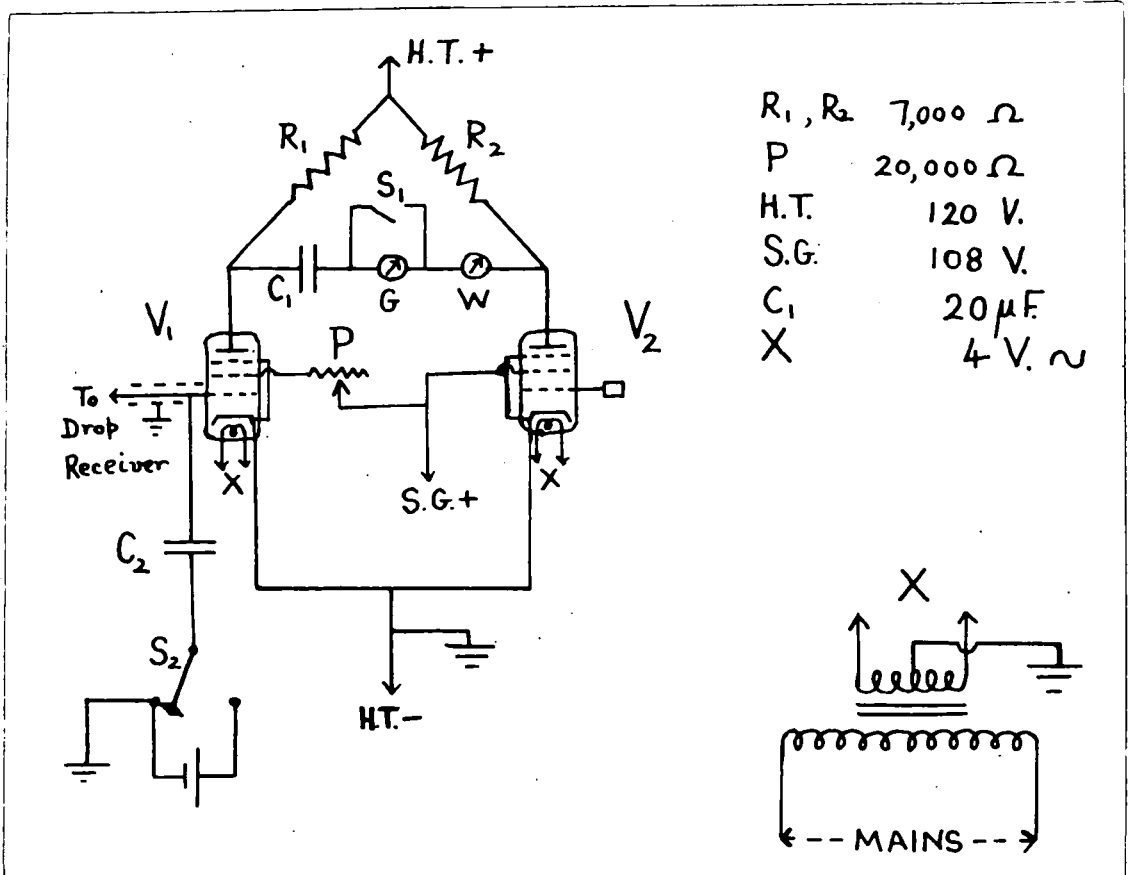 H.T.+
R₁
R₂
S₁
C₁
G
W
V₁
P
V₂
To
Drop
Receiver
X
S.G.+
X
C₂
S₂
H.T.-
R₁, R₂ 7,000 Ω
P 20,000 Ω
H.T. 120 V.
S.G. 108 V.
C₁ 20 μF.
X 4 V. ~
X
MAINS